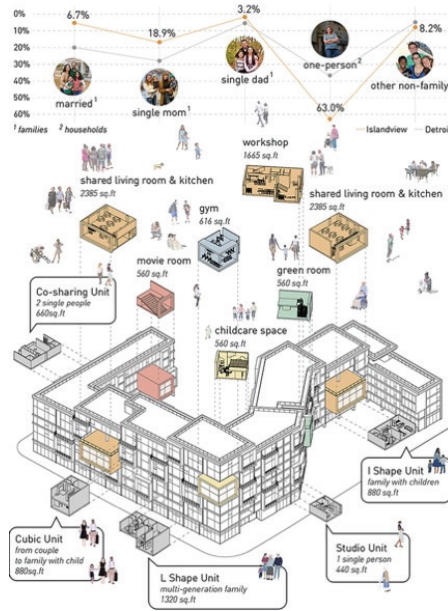 0%
10%
20%
30%
40%
50%
60%
6.7%
18.9%
3.2%
63.0%
8.2%
married¹
single mom¹
single dad¹
one-person²
other non-family
¹ families ² households
Islandview
Detroi
workshop
1665 sq.ft
shared living room & kitchen
2385 sq.ft
gym
616 sq.ft
shared living room & kitchen
2385 sq.ft
movie room
560 sq.ft
green room
560 sq.ft
Co-sharing Unit
2 single people
660sq.ft
childcare space
560 sq.ft
I Shape Unit
family with children
880 sq.ft
Cubic Unit
from couple
to family with child
880sq.ft
L Shape Unit
multi-generation family
1320 sq.ft
Studio Unit
1 single person
440 sq.ft